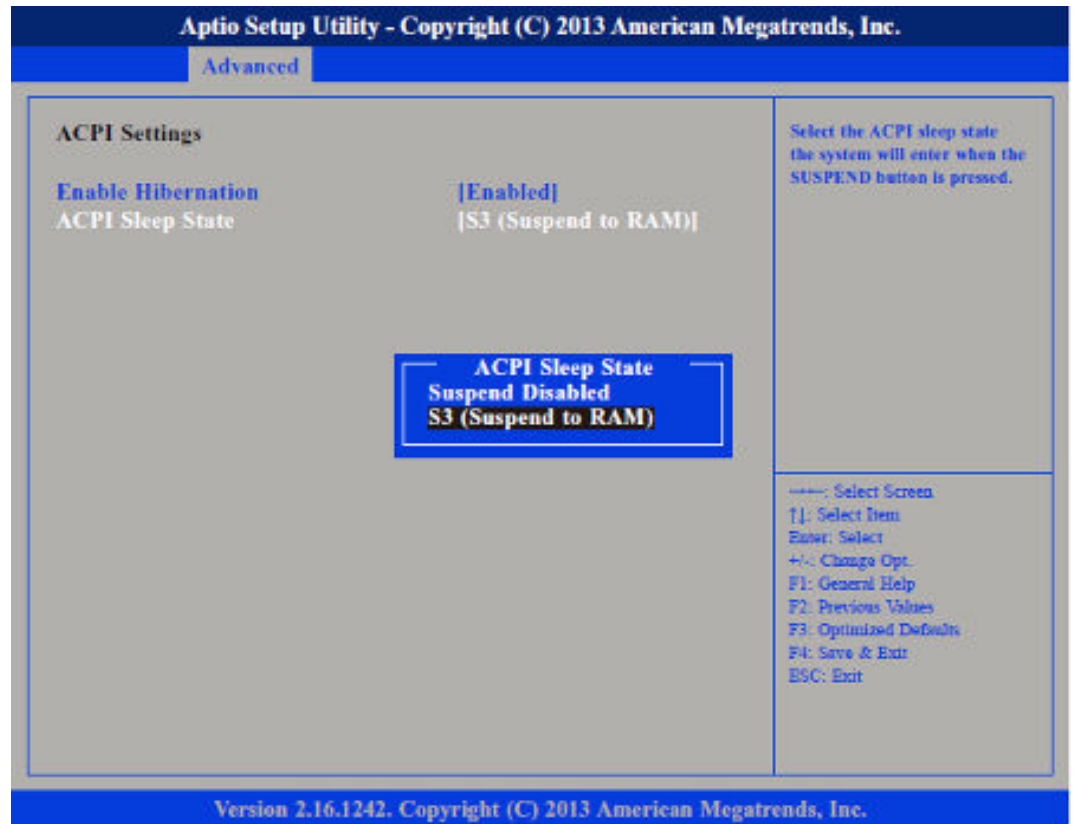 Aptio Setup Utility - Copyright (C) 2013 American Megatrends, Inc.
Advanced
ACPI Settings
Enable Hibernation [Enabled]
ACPI Sleep State [S3 (Suspend to RAM)]
Select the ACPI sleep state
the system will enter when the
SUSPEND button is pressed.
ACPI Sleep State
Suspend Disabled
S3 (Suspend to RAM)
: Select Screen
↑↓: Select Item
Enter: Select
+/-: Change Opt.
F1: General Help
F2: Previous Values
F3: Optimized Defaults
F4: Save & Exit
ESC: Exit
Version 2.16.1242. Copyright (C) 2013 American Megatrends, Inc.